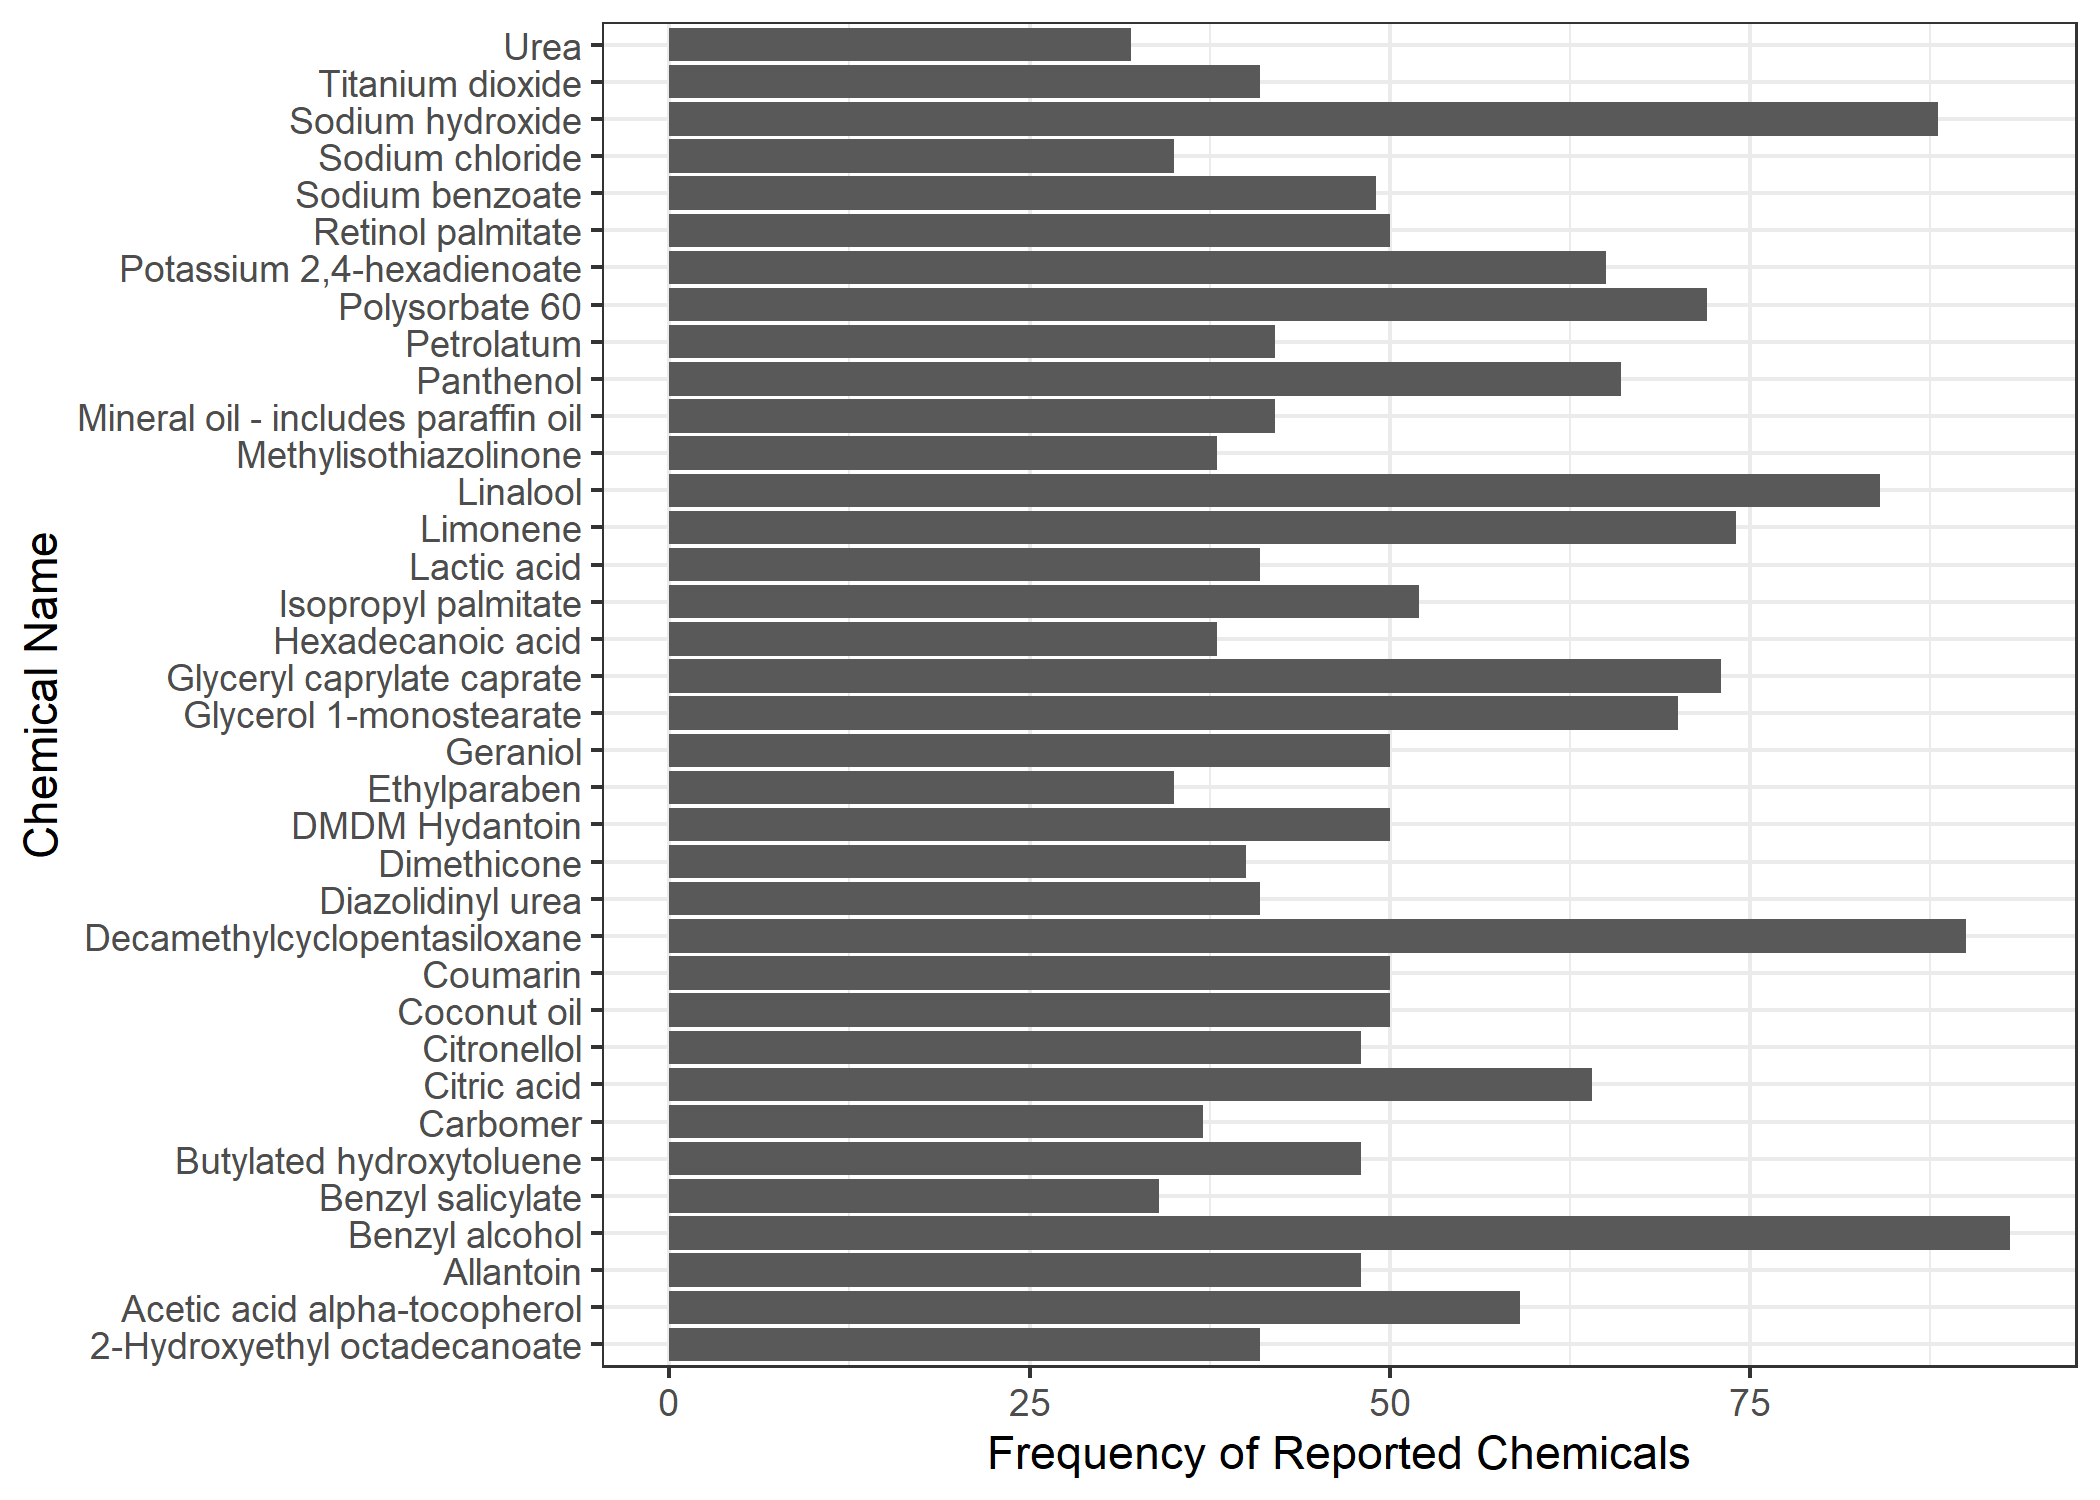 Urea
Titanium dioxide
Sodium hydroxide
Sodium chloride
Sodium benzoate
Retinol palmitate
Potassium 2,4-hexadienoate
Polysorbate 60
Petrolatum
Panthenol
Mineral oil - includes paraffin oil
Methylisothiazolinone
Linalool
Limonene
Lactic acid
Isopropyl palmitate
Hexadecanoic acid
Glyceryl caprylate caprate
Glycerol 1-monostearate
Geraniol
Ethylparaben
DMDM Hydantoin
Dimethicone
Diazolidinyl urea
Decamethylcyclopentasiloxane
Coumarin
Coconut oil
Citronellol
Citric acid
Carbomer
Butylated hydroxytoluene
Benzyl salicylate
Benzyl alcohol
Allantoin
Acetic acid alpha-tocopherol
2-Hydroxyethyl octadecanoate
Chemical Name
0 25 50 75
Frequency of Reported Chemicals